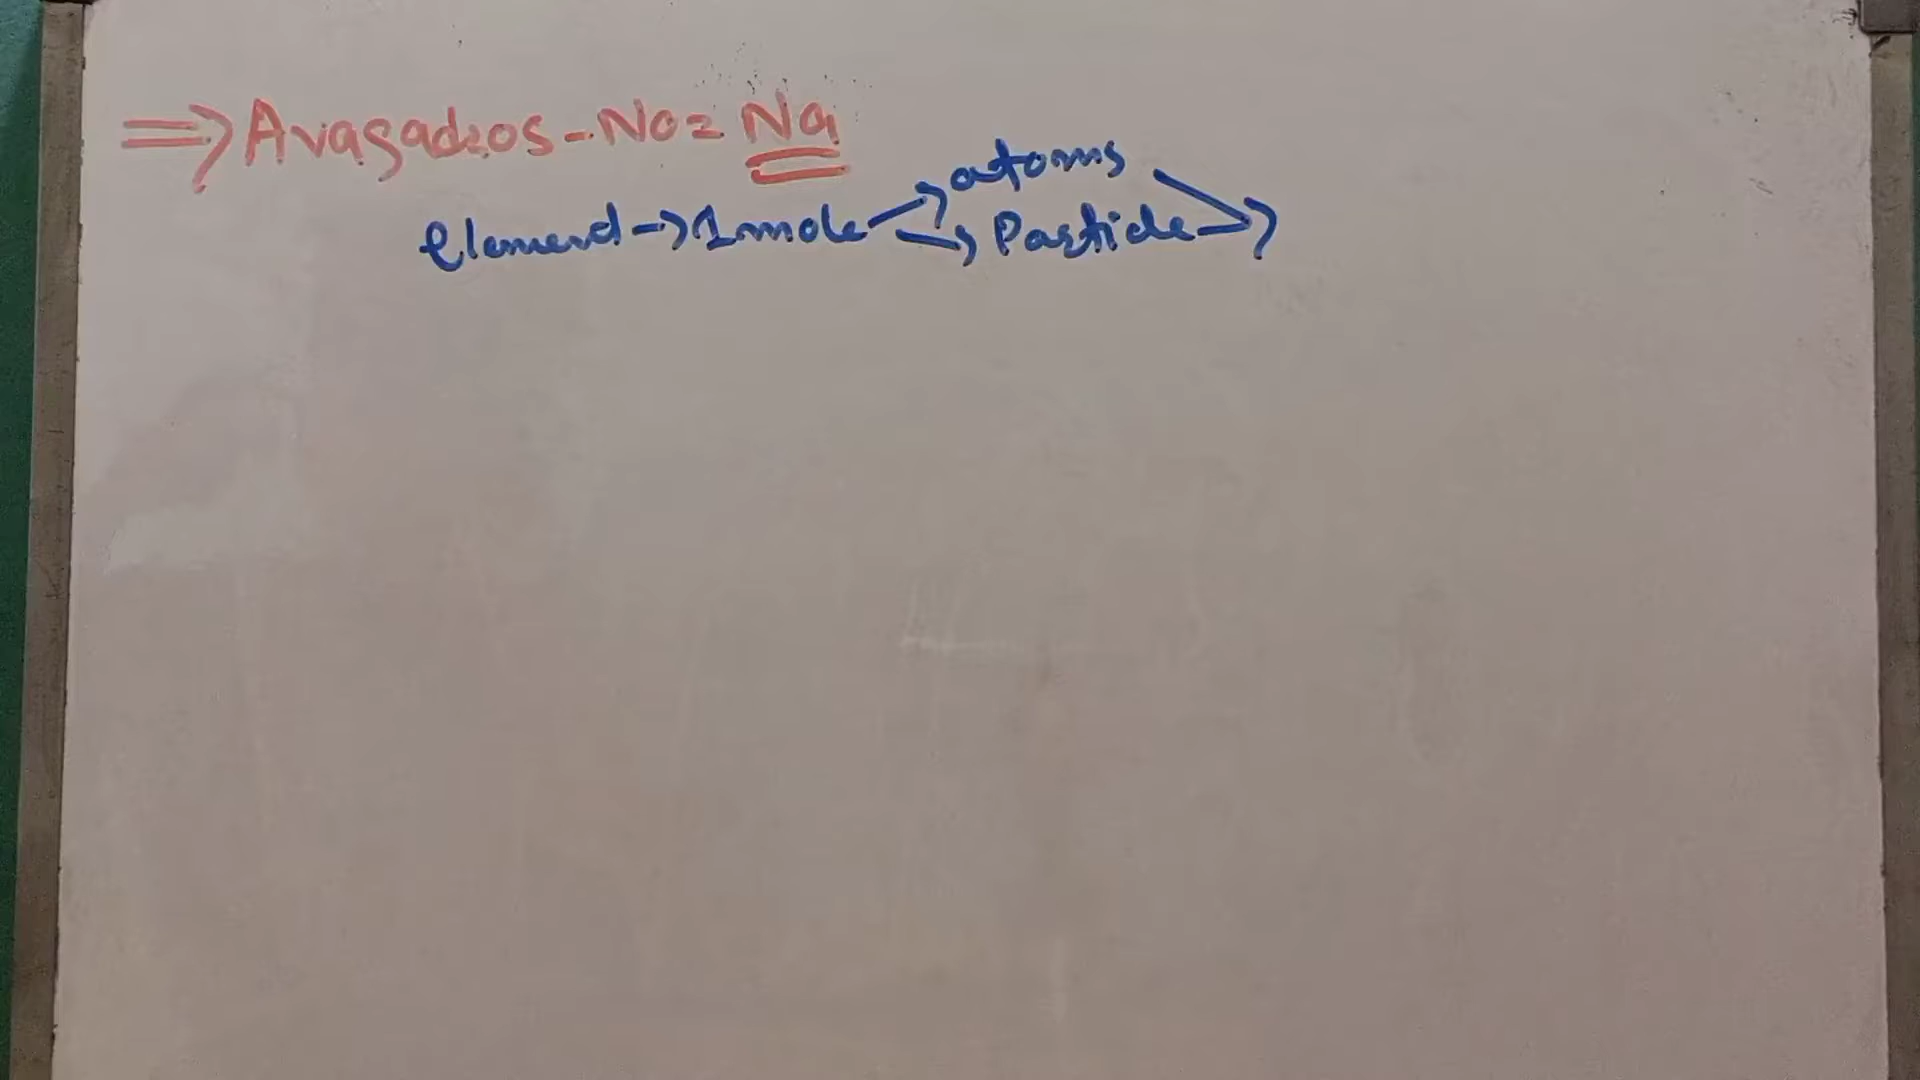 ⇒ Avagadros - No = Na
atoms
element → 1 mole → Particle →